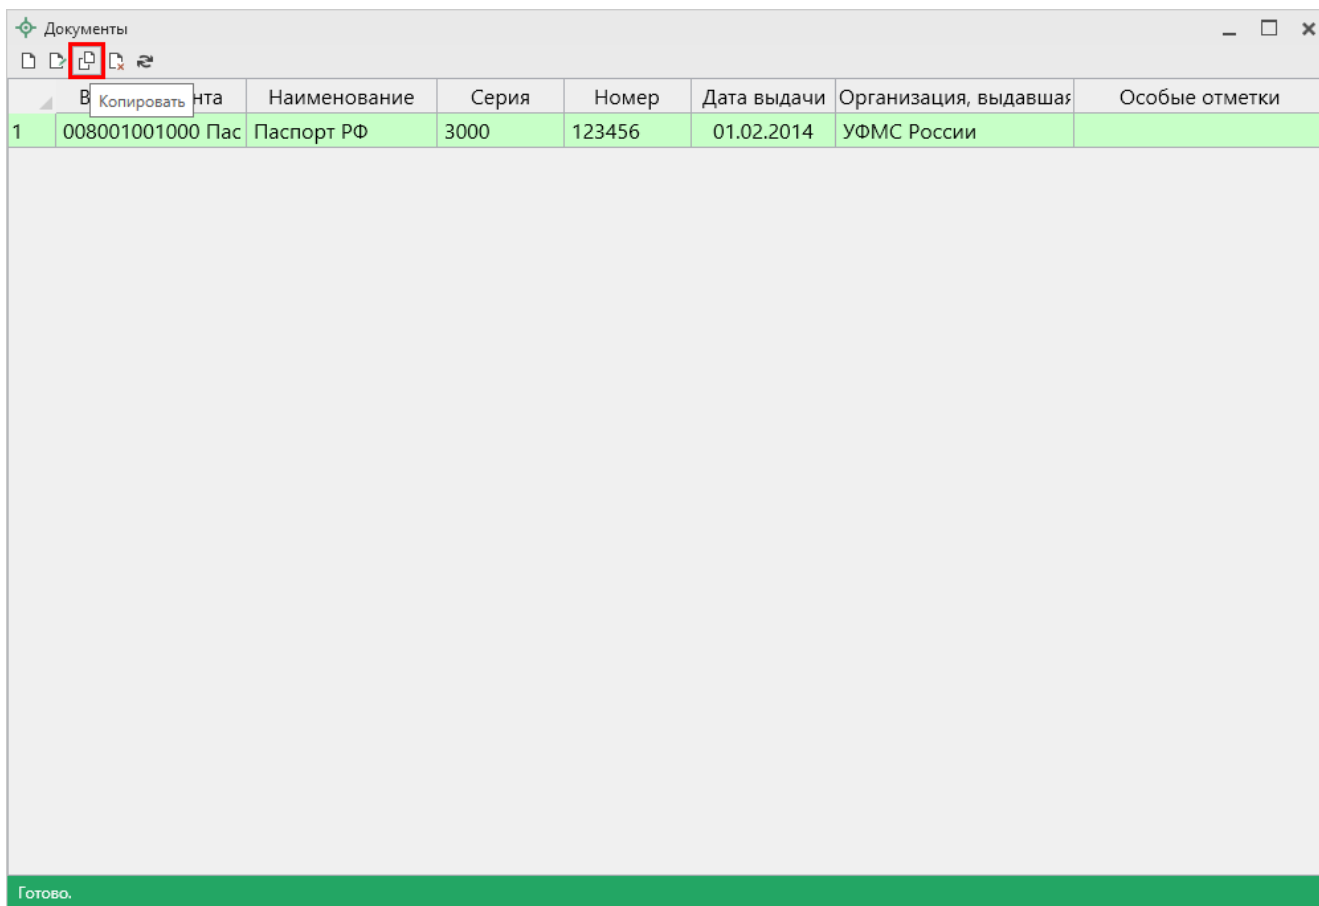 Документы
Копировать
нта Наименование Серия Номер Дата выдачи Организация, выдавшая Особые отметки
1 008001001000 Пас Паспорт РФ 3000 123456 01.02.2014 УФМС России
Готово.